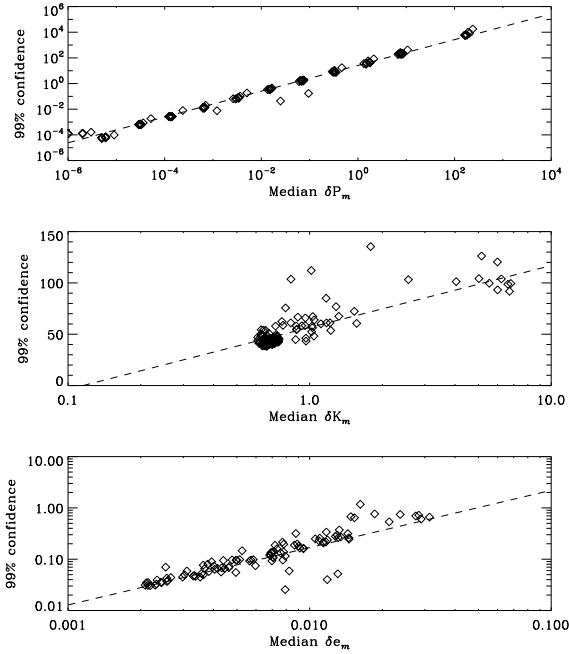 10^6
10^4
10^2
10^0
10^-2
10^-4
10^-6
99% confidence
10^-6 10^-4 10^-2 10^0 10^2 10^4
Median δP_m
150
100
50
0
99% confidence
0.1 1.0 10.0
Median δK_m
10.00
1.00
0.10
0.01
99% confidence
0.001 0.010 0.100
Median δe_m